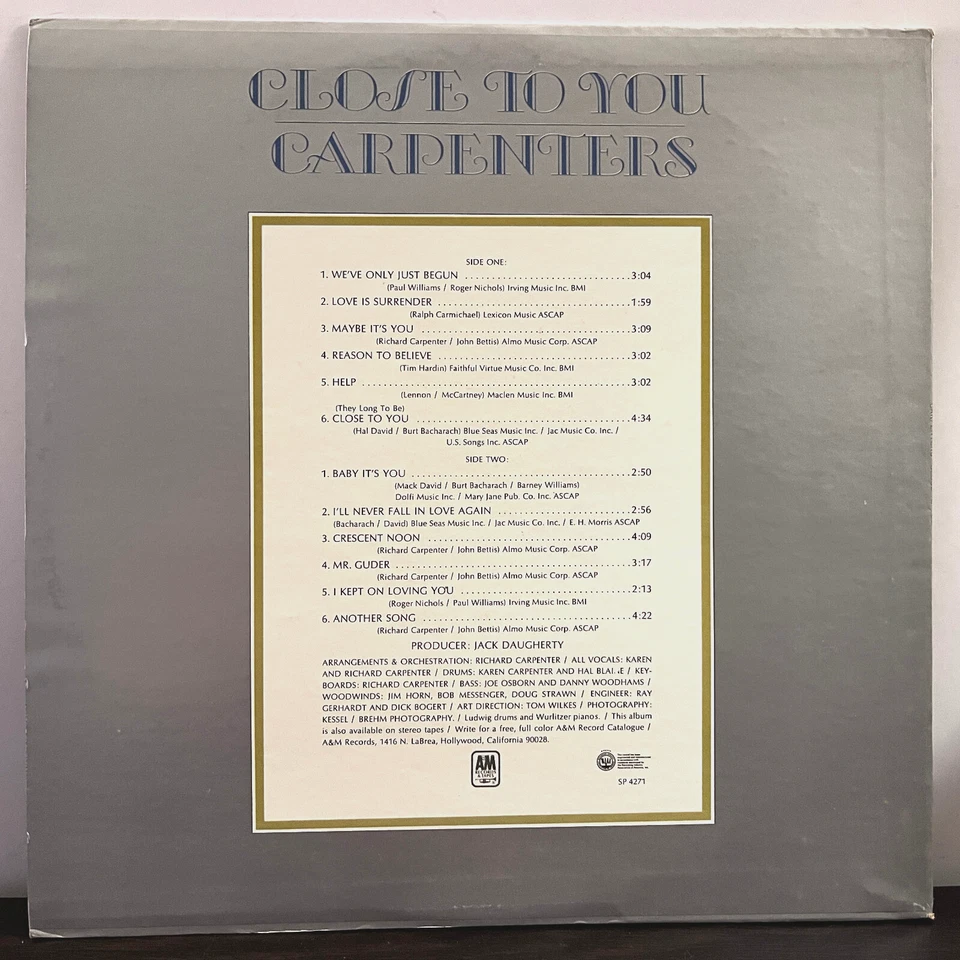 CLOSE TO YOU
CARPENTERS
SIDE ONE:
1. WE'VE ONLY JUST BEGUN ............................3:04
(Paul Williams / Roger Nichols) Irving Music Inc. BMI
2. LOVE IS SURRENDER .................................1:59
(Ralph Carmichael) Lexicon Music ASCAP
3. MAYBE IT'S YOU ....................................3:09
(Richard Carpenter / John Bettis) Almo Music Corp. ASCAP
4. REASON TO BELIEVE .................................3:02
(Tim Hardin) Faithful Virtue Music Co. Inc. BMI
5. HELP ..............................................3:02
(Lennon / McCartney) Maclen Music Inc. BMI
(They Long To Be)
6. CLOSE TO YOU .....................................4:34
(Hal David / Burt Bacharach) Blue Seas Music Inc. / Jac Music Co. Inc. /
U.S. Songs Inc. ASCAP
SIDE TWO:
1. BABY IT'S YOU ......................................2:50
(Mack David / Burt Bacharach / Barney Williams)
Dolfi Music Inc. / Mary Jane Pub. Co. Inc. ASCAP
2. I'LL NEVER FALL IN LOVE AGAIN .......................2:56
(Bacharach / David) Blue Seas Music Inc. / Jac Music Co. Inc. / E. H. Morris ASCAP
3. CRESCENT NOON ...................................4:09
(Richard Carpenter / John Bettis) Almo Music Corp. ASCAP
4. MR. GUDER ........................................3:17
(Richard Carpenter / John Bettis) Almo Music Corp. ASCAP
5. I KEPT ON LOVING YOU .............................2:13
(Roger Nichols / Paul Williams) Irving Music Inc. BMI
6. ANOTHER SONG ....................................4:22
(Richard Carpenter / John Bettis) Almo Music Corp. ASCAP
PRODUCER: JACK DAUGHERTY
ARRANGEMENTS & ORCHESTRATION: RICHARD CARPENTER / ALL VOCALS: KAREN
AND RICHARD CARPENTER / DRUMS: KAREN CARPENTER AND HAL BLAINE / KEY-
BOARDS: RICHARD CARPENTER / BASS: JOE OSBORN AND DANNY WOODHAMS /
WOODWINDS: JIM HORN, BOB MESSENGER, DOUG STRAWN / ENGINEER: RAY
GERHARDT AND DICK BOGERT / ART DIRECTION: TOM WILKES / PHOTOGRAPHY:
KESSEL / BREHM PHOTOGRAPHY. / Ludwig drums and Wurlitzer pianos. / This album
is also available on stereo tapes / Write for a free, full color A&M Record Catalogue /
A&M Records, 1416 N. LaBrea, Hollywood, California 90028.
AM
RECORDS
& TAPES
SP 4271